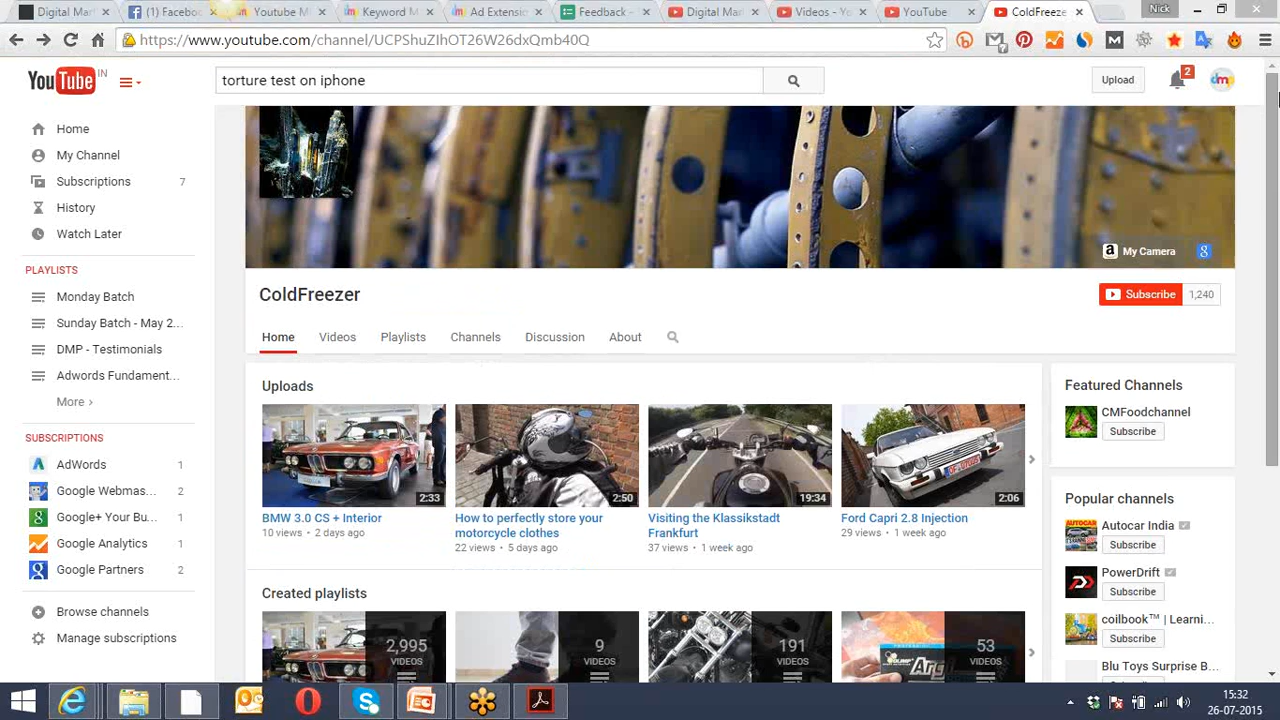 Digital Mar
(1) Facebo
Youtube M
Keyword M
Ad Extensi
Feedback –
Digital Mar
Videos - Yo
YouTube
ColdFreeze
Nick
https://www.youtube.com/channel/UCPShuZIhOT26W26dxQmb40Q
YouTube IN
torture test on iphone
Upload
2
dm
Home
My Channel
Subscriptions 7
History
Watch Later
PLAYLISTS
Monday Batch
Sunday Batch - May 2...
DMP - Testimonials
Adwords Fundament...
More ›
SUBSCRIPTIONS
AdWords 1
Google Webmas... 2
Google+ Your Bu... 1
Google Analytics 1
Google Partners 2
Browse channels
Manage subscriptions
My Camera
ColdFreezer
Subscribe 1,240
Home Videos Playlists Channels Discussion About
Uploads
2:33
BMW 3.0 CS + Interior
10 views • 2 days ago
2:50
How to perfectly store your
motorcycle clothes
22 views • 5 days ago
19:34
Visiting the Klassikstadt
Frankfurt
37 views • 1 week ago
2:06
Ford Capri 2.8 Injection
29 views • 1 week ago
Created playlists
2,995
VIDEOS
9
VIDEOS
191
VIDEOS
53
VIDEOS
Featured Channels
CMFoodchannel
Subscribe
Popular channels
Autocar India
Subscribe
PowerDrift
Subscribe
coilbook™ | Learni...
Subscribe
Blu Toys Surprise B...
15:32
26-07-2015